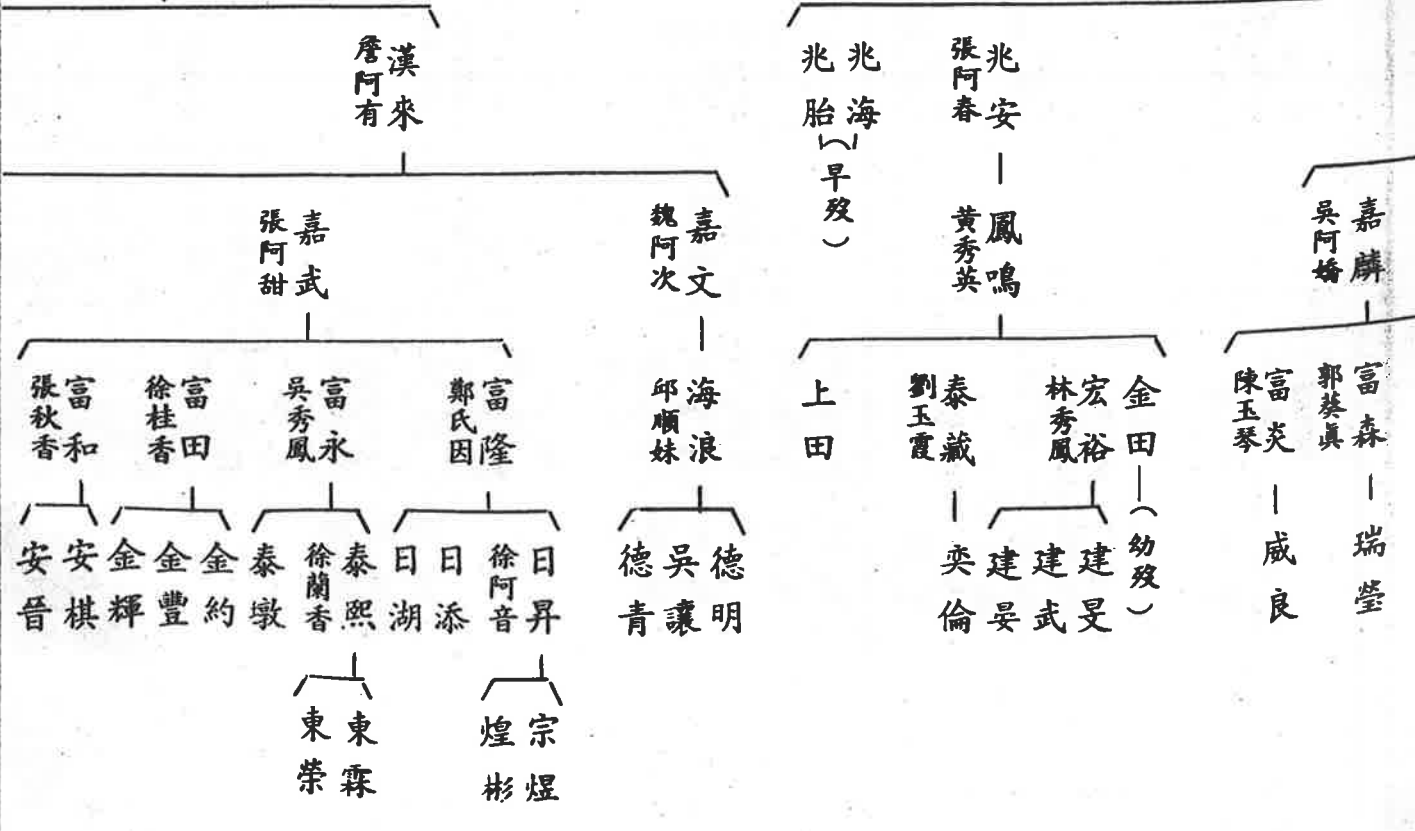 兆安
張阿春
兆海
兆胎
（早歿）
漢來
詹阿有
嘉麟
吳阿嬌
鳳鳴
黃秀英
嘉文
魏阿次
嘉武
張阿甜
富森
郭葵眞
富炎
陳玉琴
金田
（幼歿）
宏裕
林秀鳳
泰藏
劉玉霞
上田
海浪
邱順妹
富隆
鄭氏因
富永
吳秀鳳
富田
徐桂香
富和
張秋香
瑞瑩
威良
建旻
建武
建晏
奕倫
德明
吳讓
德青
日昇
徐阿音
日添
日湖
泰熙
徐蘭香
泰墩
金約
金豐
金輝
安棋
安晉
宗煜
煌彬
東霖
東榮